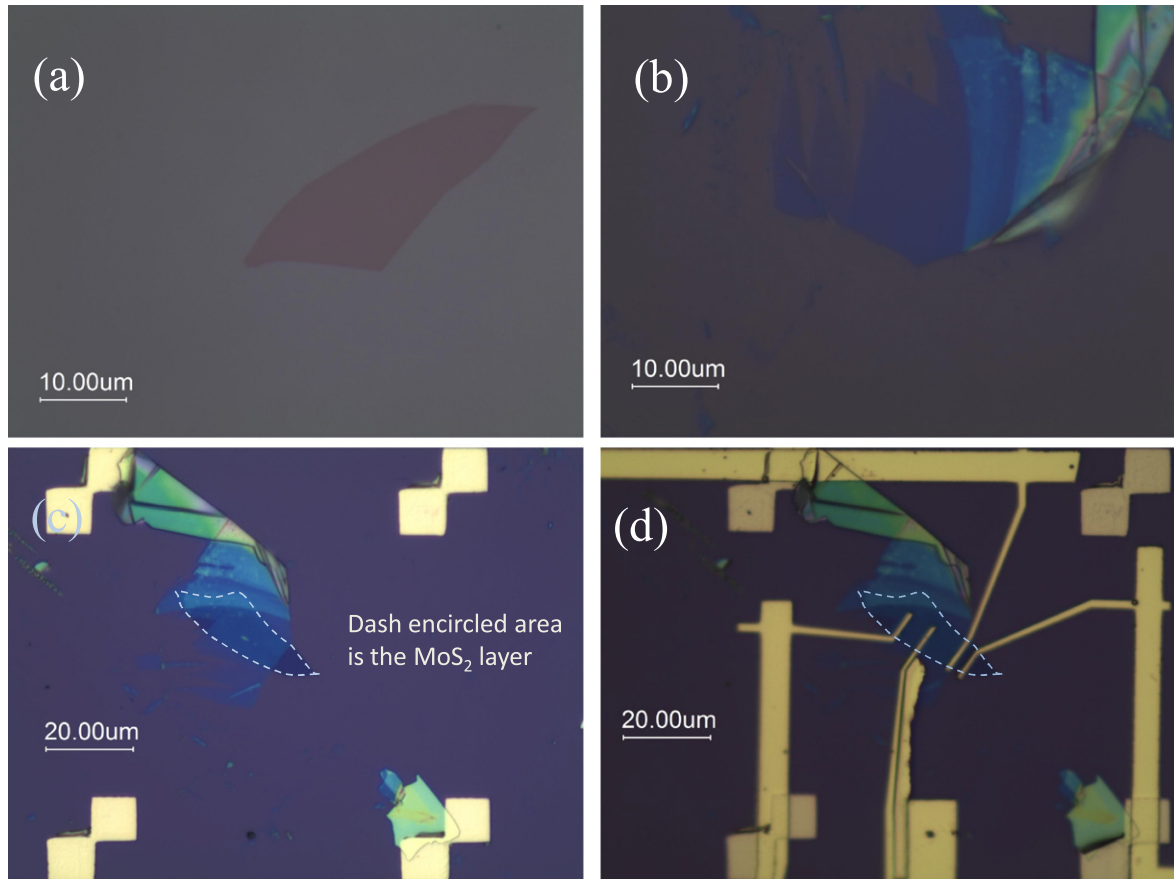 (a)
10.00um
(b)
10.00um
(c)
Dash encircled area
is the MoS₂ layer
20.00um
(d)
20.00um